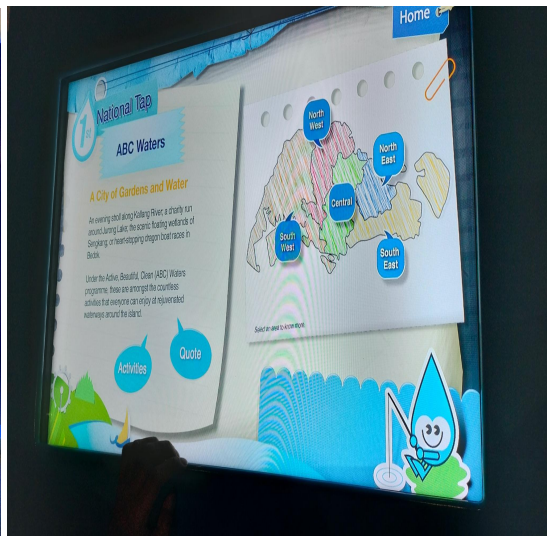 Home
1st
National Tap
ABC Waters
A City of Gardens and Water
An evening stroll along Kallang River, a charity run
around Jurong Lake, the scenic floating wetlands of
Sengkang, or heart-stopping dragon boat races in
Bedok.
Under the Active, Beautiful, Clean (ABC) Waters
programme, these are amongst the countless
activities that everyone can enjoy at rejuvenated
waterways around the island.
Activities
Quote
North
West
North
East
Central
South
West
South
East
Select an area to know more.